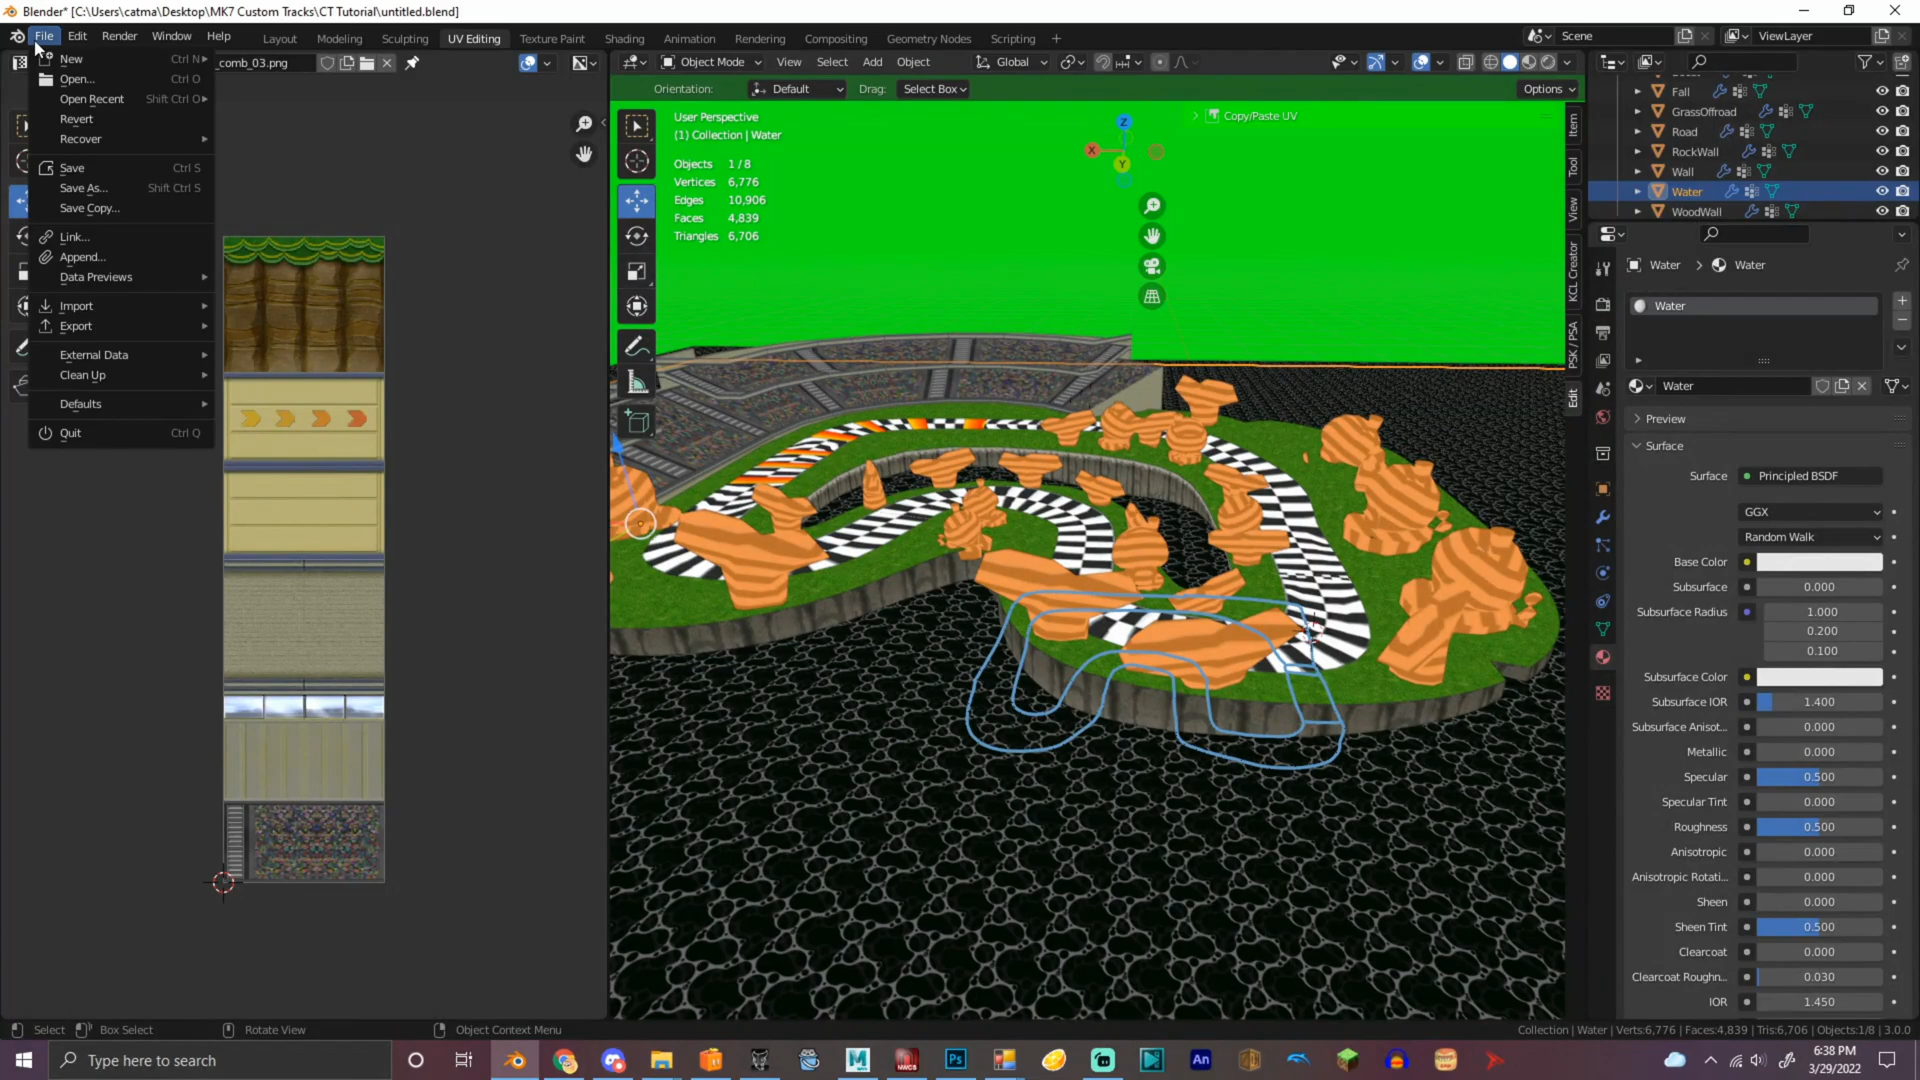 Blender* [C:\Users\catma\Desktop\MK7 Custom Tracks\CT Tutorial\untitled.blend]
File Edit Render Window Help Layout Modeling Sculpting UV Editing Texture Paint Shading Animation Rendering Compositing Geometry Nodes Scripting + Scene ViewLayer
_comb_03.png Object Mode View Select Add Object Global
Orientation: Default Drag: Select Box Options
New Ctrl N
Open... Ctrl O
Open Recent Shift Ctrl O
Revert
Recover
Save Ctrl S
Save As... Shift Ctrl S
Save Copy...
Link...
Append...
Data Previews
Import
Export
External Data
Clean Up
Defaults
Quit Ctrl Q
User Perspective
(1) Collection | Water
Objects 1 / 8
Vertices 6,776
Edges 10,906
Faces 4,839
Triangles 6,706
Z
X
Y
Copy/Paste UV
Item
Tool
View
KCL Creator
PSK / PSA
Edit
Fall
GrassOffroad
Road
RockWall
Wall
Water
WoodWall
Water > Water
Water
Water
Preview
Surface
Surface Principled BSDF
GGX
Random Walk
Base Color
Subsurface 0.000
Subsurface Radius 1.000
0.200
0.100
Subsurface Color
Subsurface IOR 1.400
Subsurface Anisot... 0.000
Metallic 0.000
Specular 0.500
Specular Tint 0.000
Roughness 0.500
Anisotropic 0.000
Anisotropic Rotati... 0.000
Sheen 0.000
Sheen Tint 0.500
Clearcoat 0.000
Clearcoat Roughn... 0.030
IOR 1.450
Select Box Select Rotate View Object Context Menu Collection | Water | Verts:6,776 | Faces:4,839 | Tris:6,706 | Objects:1/8 | 3.0.0
Type here to search
NWCS
Ps
An
6:38 PM
3/29/2022